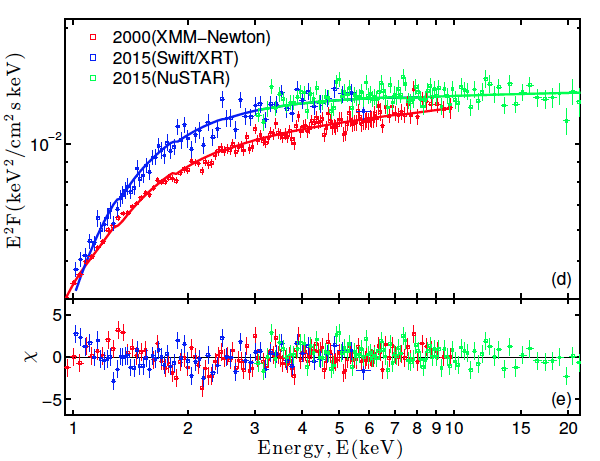 2000(XMM−Newton)
2015(Swift/XRT)
2015(NuSTAR)
E²F(keV²/cm² s keV)
10⁻²
(d)
5
0
−5
χ
(e)
1 2 3 4 5 6 7 8 9 10 15 20
Energy, E(keV)